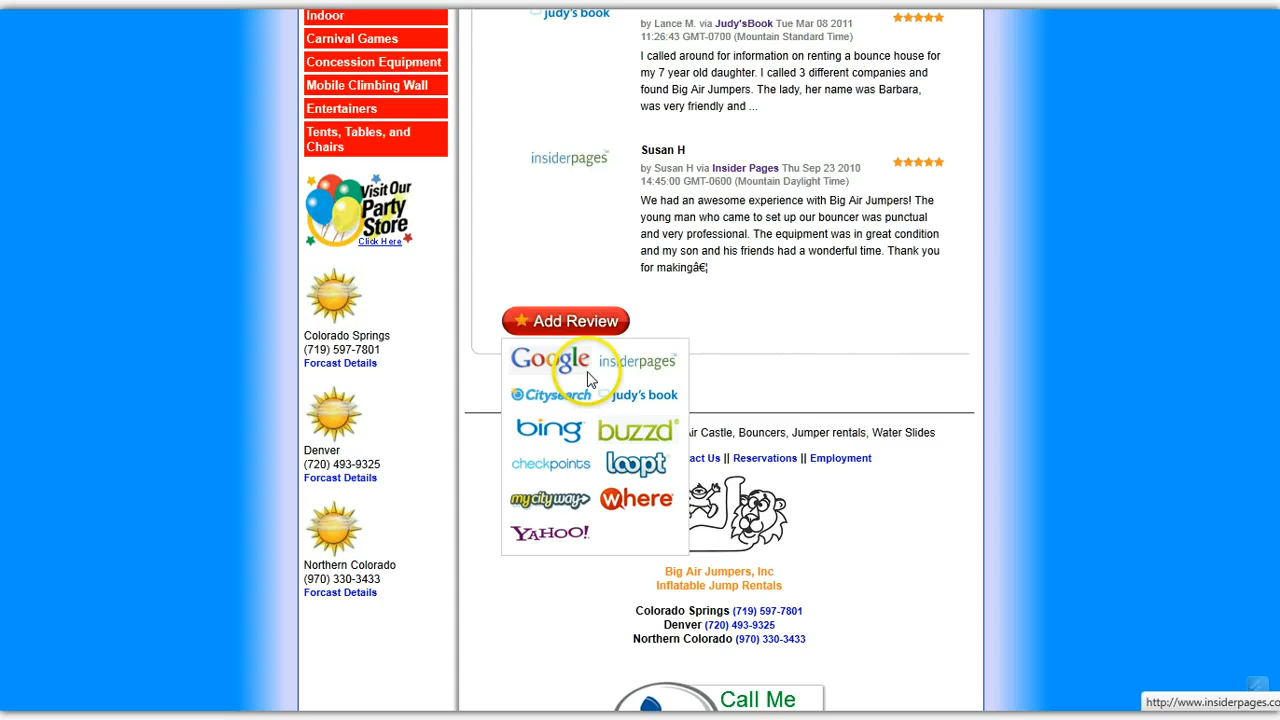 Indoor
Carnival Games
Concession Equipment
Mobile Climbing Wall
Entertainers
Tents, Tables, and
Chairs
Visit Our
Party
Store
Click Here
Colorado Springs
(719) 597-7801
Forcast Details
Denver
(720) 493-9325
Forcast Details
Northern Colorado
(970) 330-3433
Forcast Details
judy's book
by Lance M. via Judy'sBook Tue Mar 08 2011
11:26:43 GMT-0700 (Mountain Standard Time)
I called around for information on renting a bounce house for
my 7 year old daughter. I called 3 different companies and
found Big Air Jumpers. The lady, her name was Barbara,
was very friendly and ...
insiderpages
Susan H
by Susan H via Insider Pages Thu Sep 23 2010
14:45:00 GMT-0600 (Mountain Daylight Time)
We had an awesome experience with Big Air Jumpers! The
young man who came to set up our bouncer was punctual
and very professional. The equipment was in great condition
and my son and his friends had a wonderful time. Thank you
for makingâ€¦
Add Review
Google insiderpages
Citysearch judy's book
bing buzzd
checkpoints loopt
mycityway where
YAHOO!
Air Castle, Bouncers, Jumper rentals, Water Slides
act Us || Reservations || Employment
Big Air Jumpers, Inc
Inflatable Jump Rentals
Colorado Springs (719) 597-7801
Denver (720) 493-9325
Northern Colorado (970) 330-3433
Call Me
http://www.insiderpages.co